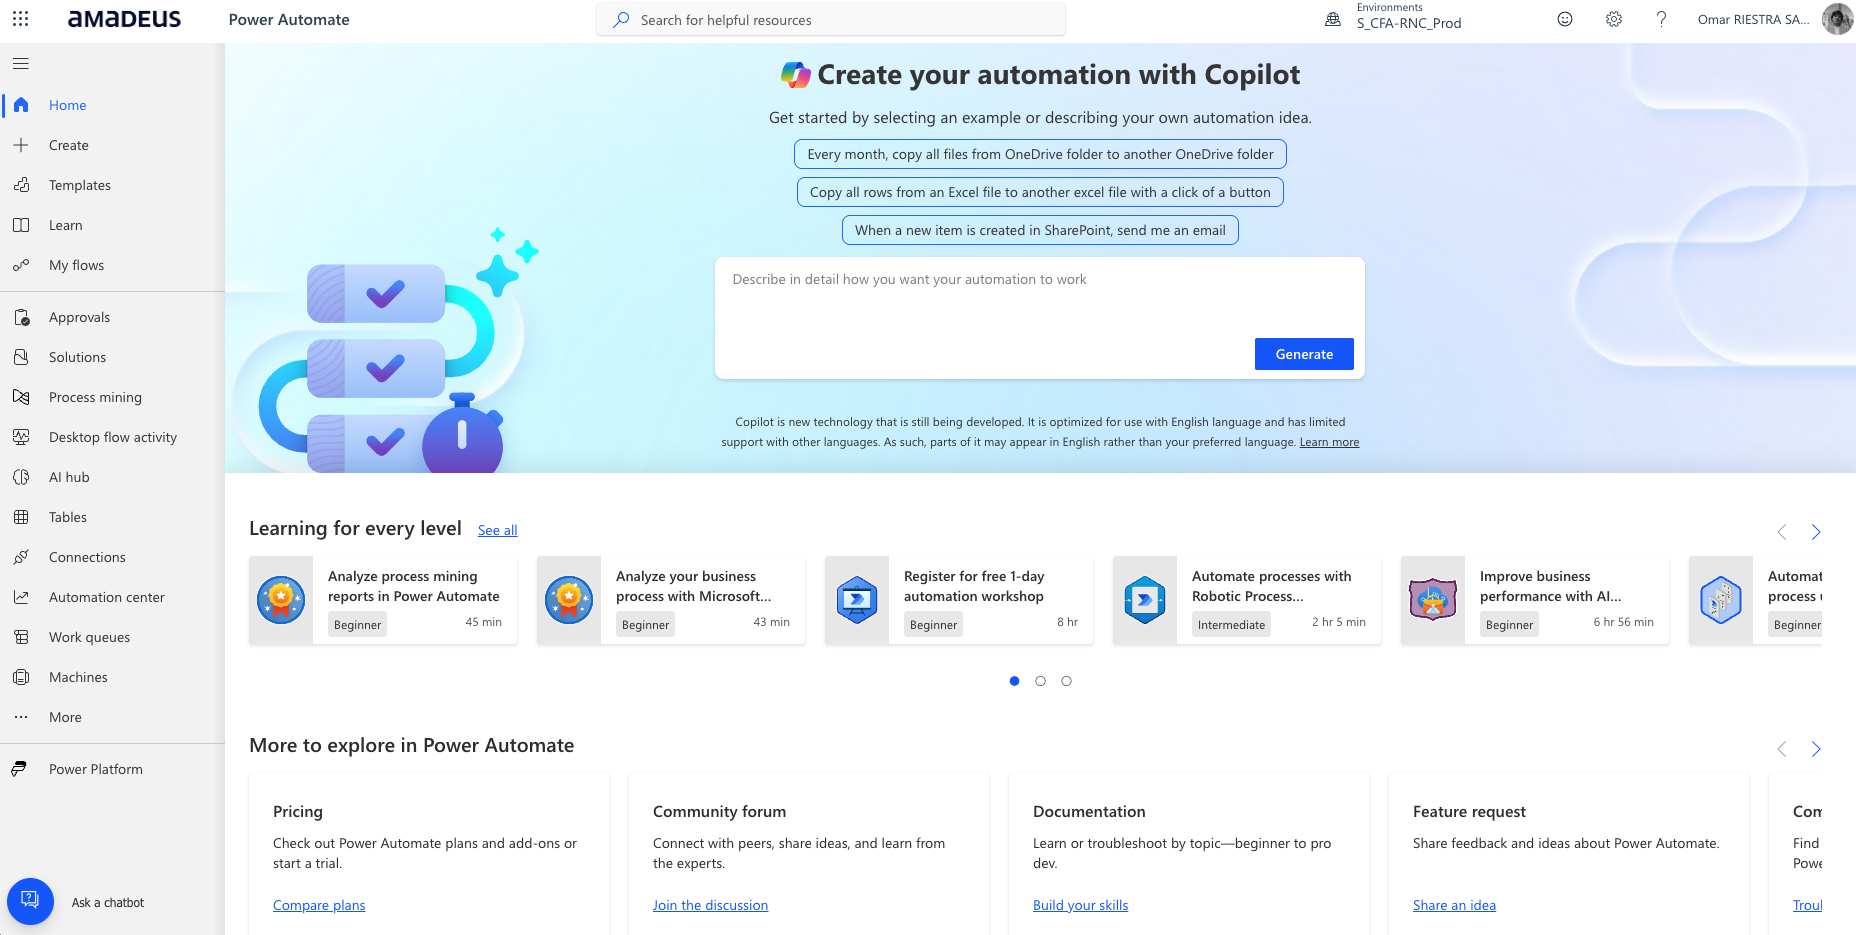 amadeus
Power Automate
Search for helpful resources
Environments
S_CFA-RNC_Prod
Omar RIESTRA SA...
Home
Create
Templates
Learn
My flows
Approvals
Solutions
Process mining
Desktop flow activity
AI hub
Tables
Connections
Automation center
Work queues
Machines
More
Power Platform
Ask a chatbot
Create your automation with Copilot
Get started by selecting an example or describing your own automation idea.
Every month, copy all files from OneDrive folder to another OneDrive folder
Copy all rows from an Excel file to another excel file with a click of a button
When a new item is created in SharePoint, send me an email
Describe in detail how you want your automation to work
Generate
Copilot is new technology that is still being developed. It is optimized for use with English language and has limited
support with other languages. As such, parts of it may appear in English rather than your preferred language. Learn more
Learning for every level See all
Analyze process mining
reports in Power Automate
Beginner 45 min
Analyze your business
process with Microsoft...
Beginner 43 min
Register for free 1-day
automation workshop
Beginner 8 hr
Automate processes with
Robotic Process...
Intermediate 2 hr 5 min
Improve business
performance with AI...
Beginner 6 hr 56 min
Automat
process
Beginner
More to explore in Power Automate
Pricing
Check out Power Automate plans and add-ons or
start a trial.
Compare plans
Community forum
Connect with peers, share ideas, and learn from
the experts.
Join the discussion
Documentation
Learn or troubleshoot by topic—beginner to pro
dev.
Build your skills
Feature request
Share feedback and ideas about Power Automate.
Share an idea
Com
Find
Powe
Troul